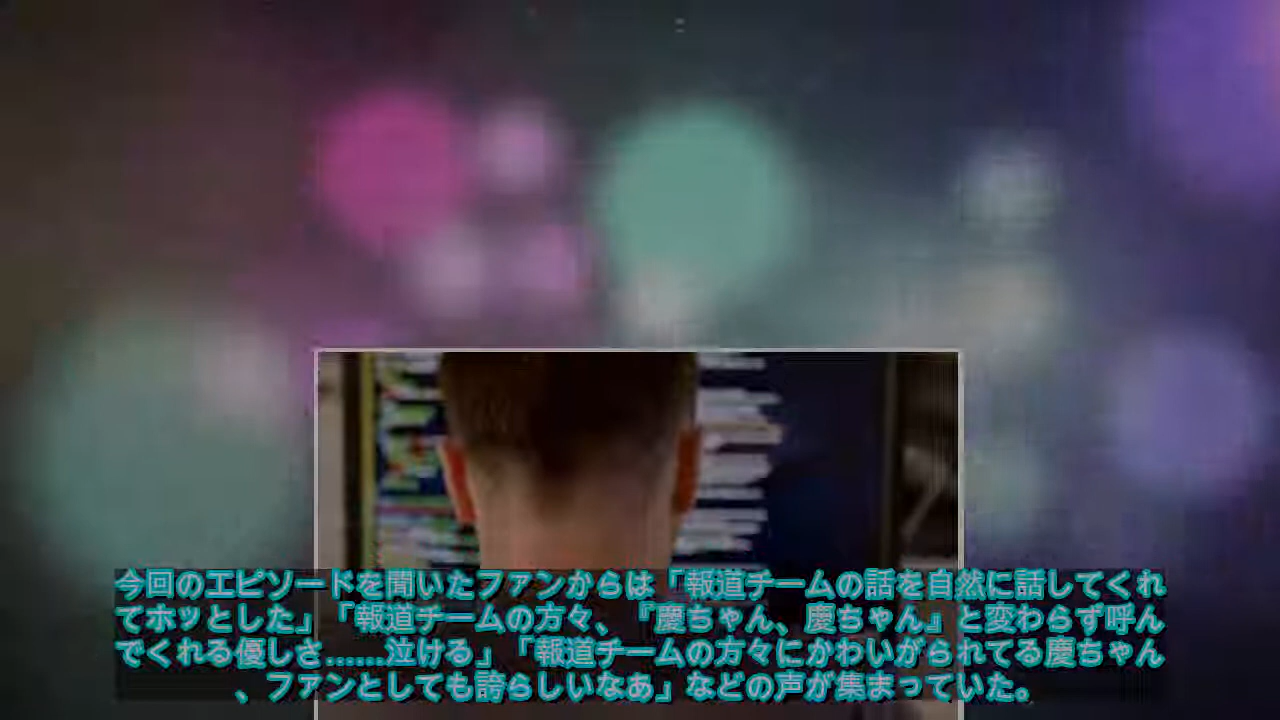 今回のエピソードを聞いたファンからは「報道チームの話を自然に話してくれ
てホッとした」「報道チームの方々、『慶ちゃん、慶ちゃん』と変わらず呼ん
でくれる優しさ……泣ける」「報道チームの方々にかわいがられてる慶ちゃん
、ファンとしても誇らしいなあ」などの声が集まっていた。